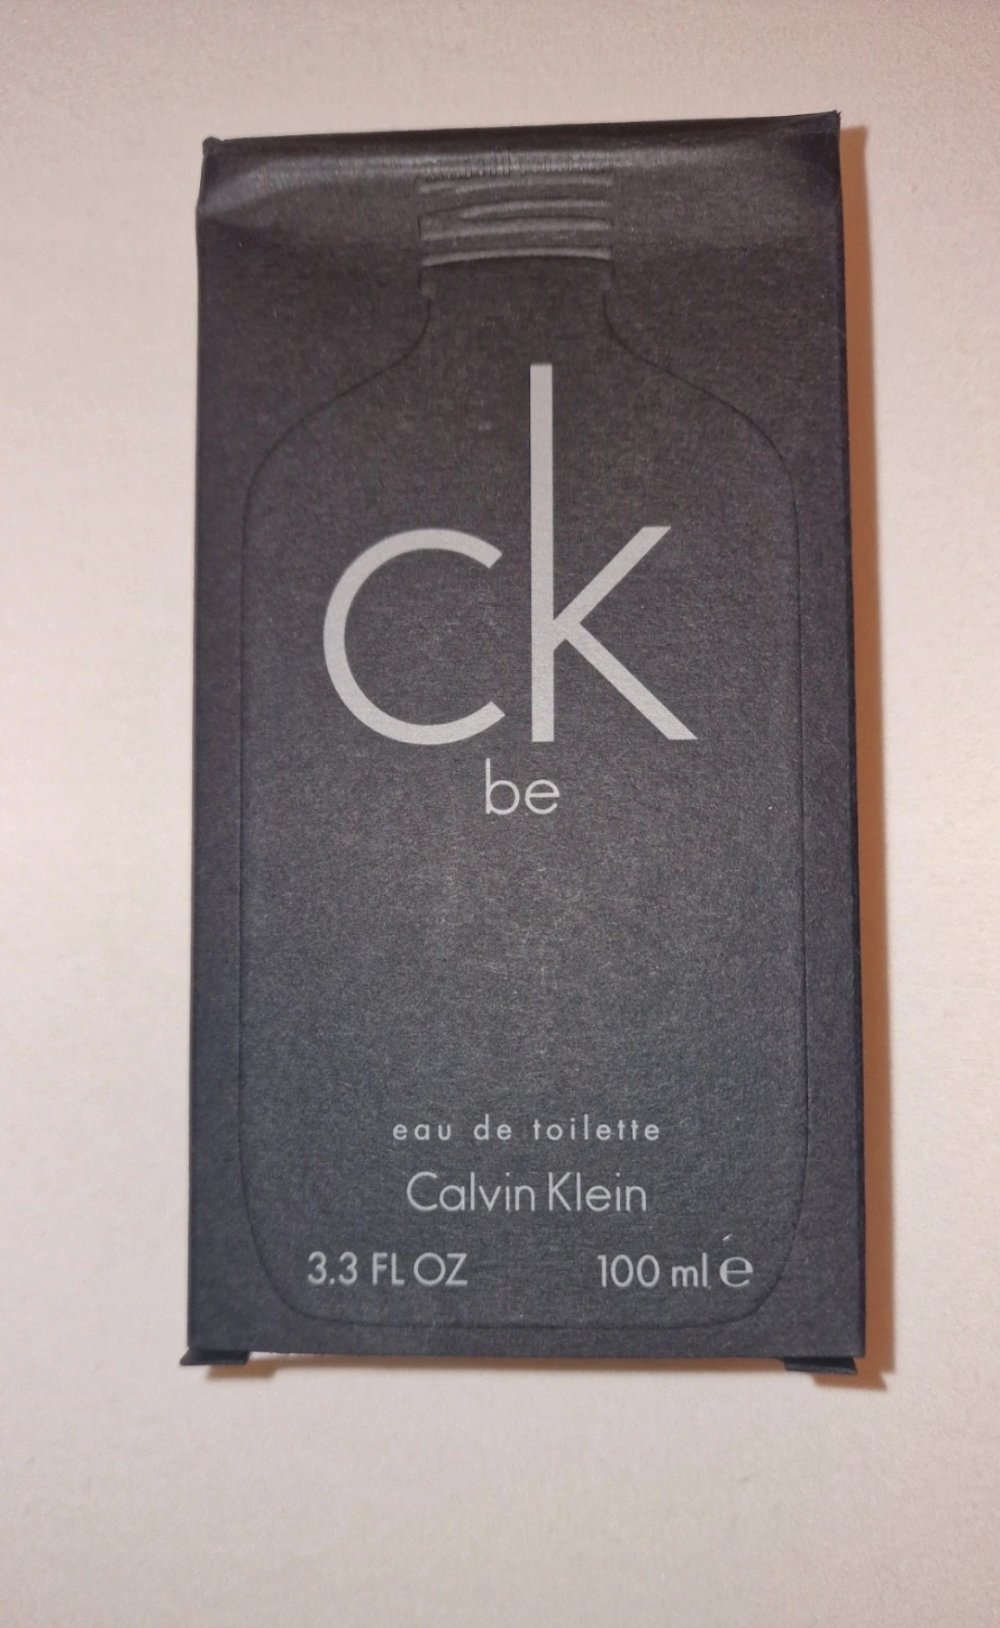 ck
be
eau de toilette
Calvin Klein
3.3 FL OZ 100 ml ℮